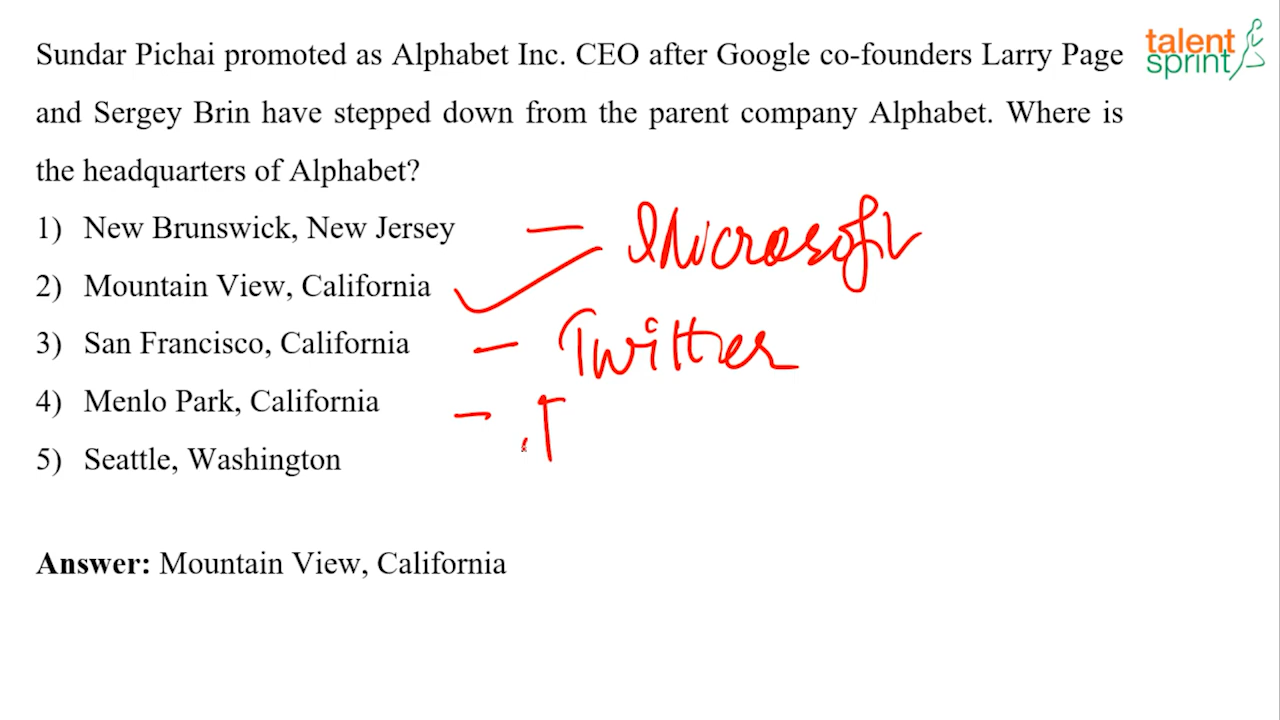 Sundar Pichai promoted as Alphabet Inc. CEO after Google co-founders Larry Page
and Sergey Brin have stepped down from the parent company Alphabet. Where is
the headquarters of Alphabet?
1) New Brunswick, New Jersey - Microsoft
2) Mountain View, California
3) San Francisco, California - Twitter
4) Menlo Park, California -
5) Seattle, Washington
Answer: Mountain View, California
talent
sprint